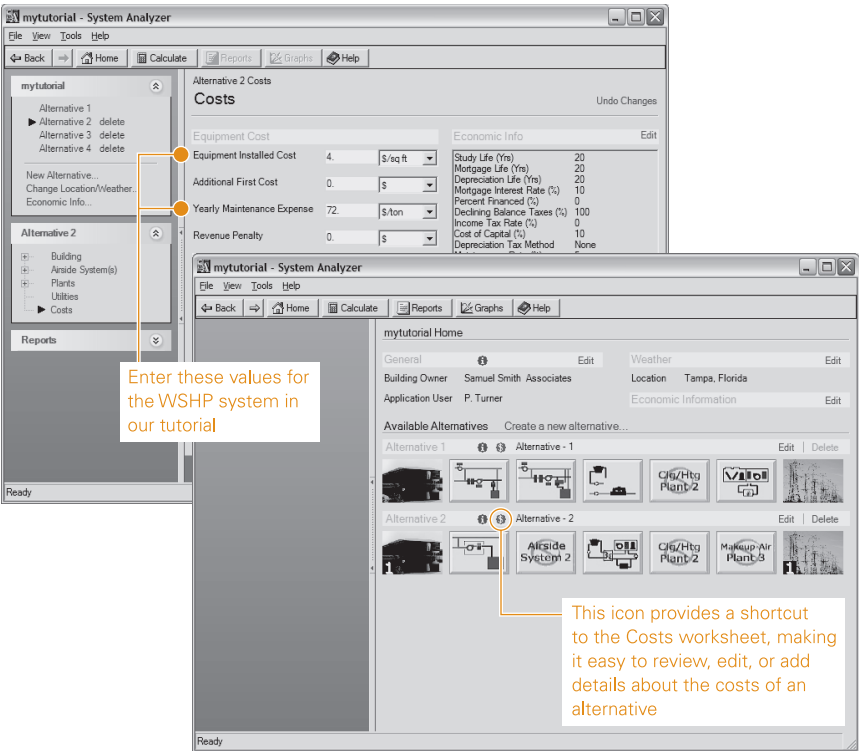 mytutorial - System Analyzer
File View Tools Help
Back Home Calculate Reports Graphs Help
mytutorial
Alternative 1
Alternative 2 delete
Alternative 3 delete
Alternative 4 delete
New Alternative...
Change Location/Weather...
Economic Info...
Alternative 2
Building
Airside System(s)
Plants
Utilities
Costs
Reports
Ready
Alternative 2 Costs
Costs
Undo Changes
Equipment Cost
Equipment Installed Cost 4. $/sq ft
Additional First Cost 0. $
Yearly Maintenance Expense 72. $/ton
Revenue Penalty 0. $
Economic Info Edit
Study Life (Yrs) 20
Mortgage Life (Yrs) 20
Depreciation Life (Yrs) 20
Mortgage Interest Rate (%) 10
Percent Financed (%) 0
Declining Balance Taxes (%) 100
Income Tax Rate (%) 0
Cost of Capital (%) 10
Depreciation Tax Method None
Enter these values for
the WSHP system in
our tutorial
mytutorial - System Analyzer
File View Tools Help
Back Home Calculate Reports Graphs Help
mytutorial Home
General Edit
Building Owner Samuel Smith Associates
Application User P. Turner
Weather Edit
Location Tampa, Florida
Economic Information Edit
Available Alternatives Create a new alternative...
Alternative 1 Alternative - 1 Edit | Delete
Clg/Htg
Plant 2
Alternative 2 Alternative - 2 Edit | Delete
1
Airside
System 2
Clg/Htg
Plant 2
Makeup Air
Plant 3
1
This icon provides a shortcut
to the Costs worksheet, making
it easy to review, edit, or add
details about the costs of an
alternative
Ready